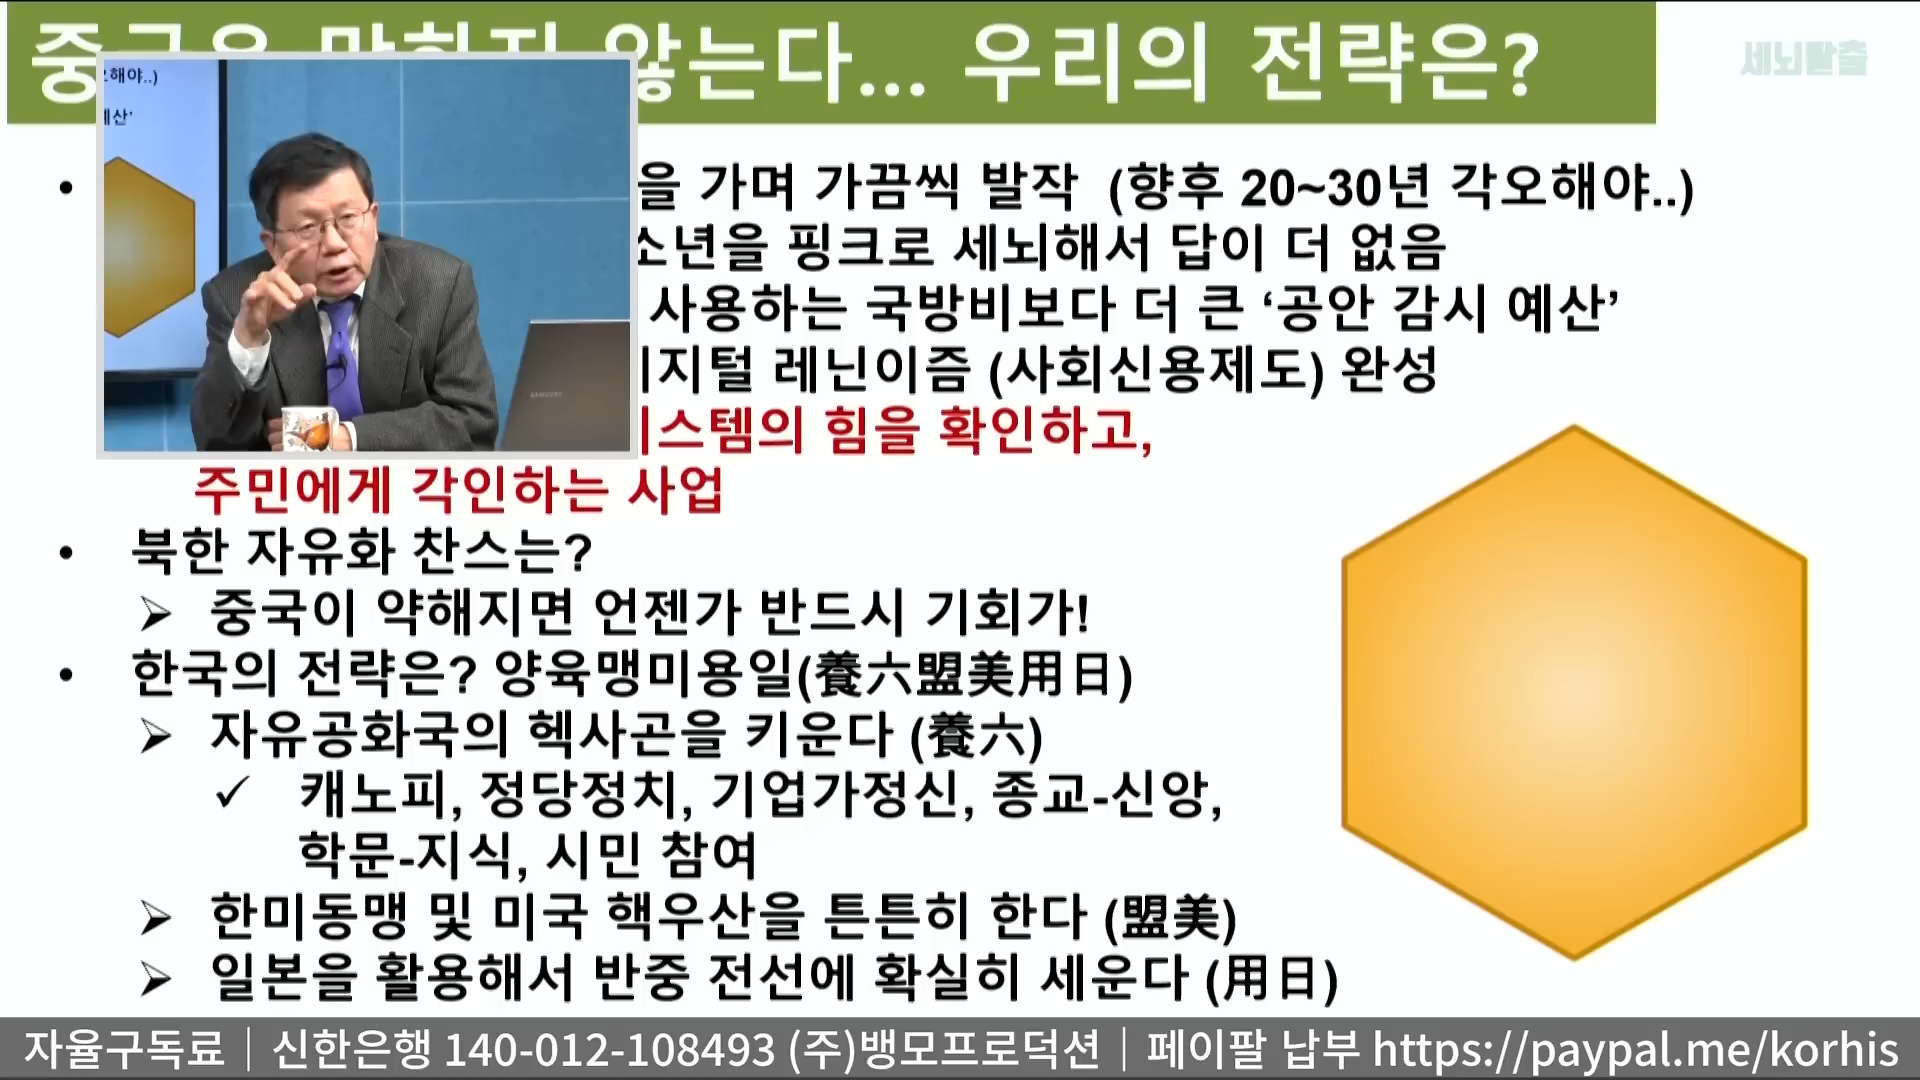 않는다... 우리의 전략은?
세뇌탈출
오해야..)
예산'
을 가며 가끔씩 발작 (향후 20~30년 각오해야..)
소년을 핑크로 세뇌해서 답이 더 없음
사용하는 국방비보다 더 큰 ‘공안 감시 예산’
지털 레닌이즘 (사회신용제도) 완성
스템의 힘을 확인하고,
주민에게 각인하는 사업
• 북한 자유화 찬스는?
➢ 중국이 약해지면 언젠가 반드시 기회가!
• 한국의 전략은? 양육맹미용일(養六盟美用日)
➢ 자유공화국의 헥사곤을 키운다 (養六)
✓ 캐노피, 정당정치, 기업가정신, 종교-신앙,
학문-지식, 시민 참여
➢ 한미동맹 및 미국 핵우산을 튼튼히 한다 (盟美)
➢ 일본을 활용해서 반중 전선에 확실히 세운다 (用日)
SAMSUNG
자율구독료｜신한은행 140-012-108493 (주)뱅모프로덕션｜페이팔 납부 https://paypal.me/korhis